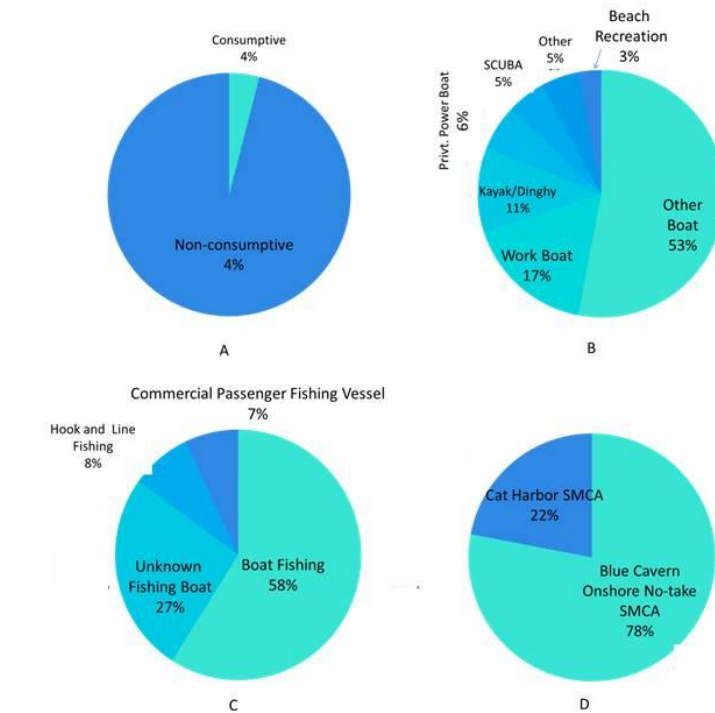 Consumptive
4%
Non-consumptive
4%
A
Beach
Recreation
3%
Other
5%
SCUBA
5%
Privt. Power Boat
6%
Kayak/Dinghy
11%
Work Boat
17%
Other
Boat
53%
B
Commercial Passenger Fishing Vessel
7%
Hook and Line
Fishing
8%
Unknown
Fishing Boat
27%
Boat Fishing
58%
C
Cat Harbor SMCA
22%
Blue Cavern
Onshore No-take
SMCA
78%
D